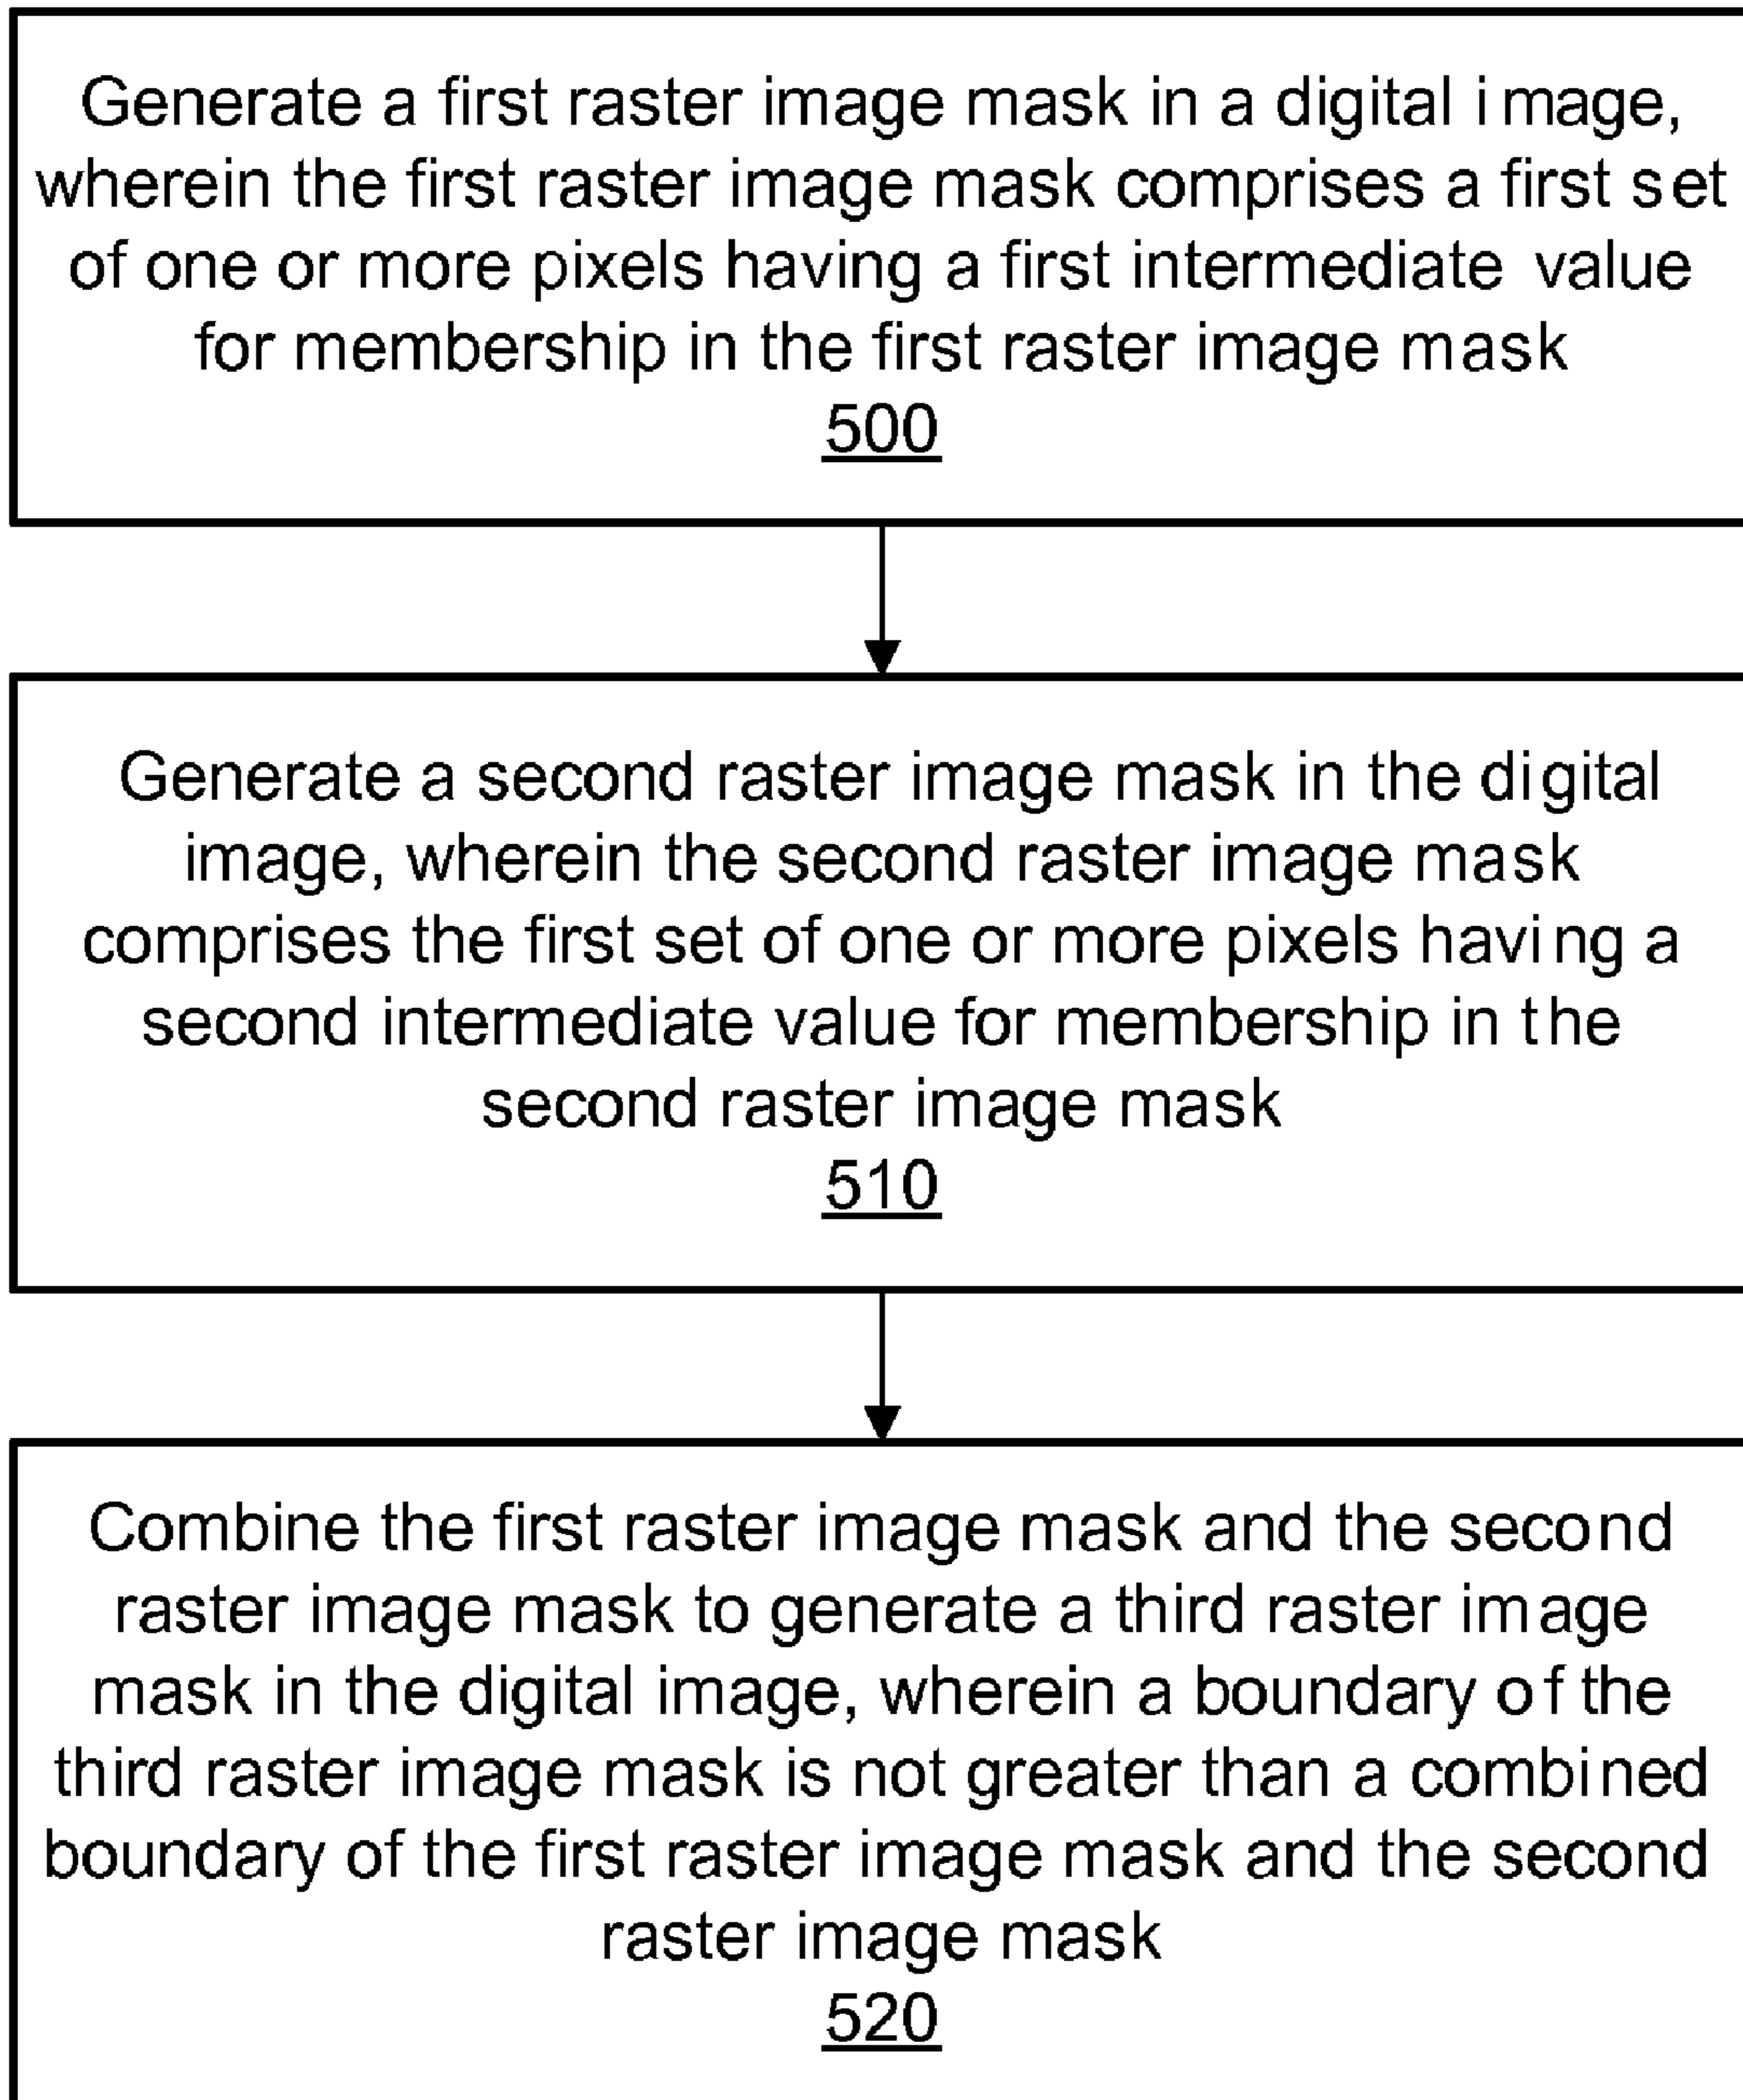 Generate a first raster image mask in a digital image,
wherein the first raster image mask comprises a first set
of one or more pixels having a first intermediate value
for membership in the first raster image mask
500
Generate a second raster image mask in the digital
image, wherein the second raster image mask
comprises the first set of one or more pixels having a
second intermediate value for membership in the
second raster image mask
510
Combine the first raster image mask and the second
raster image mask to generate a third raster image
mask in the digital image, wherein a boundary of the
third raster image mask is not greater than a combined
boundary of the first raster image mask and the second
raster image mask
520